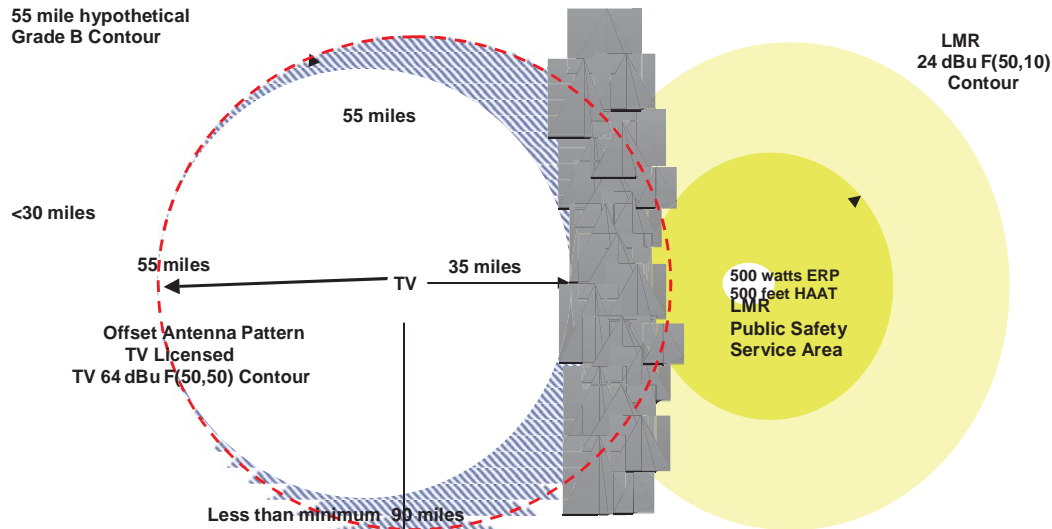 55 mile hypothetical
Grade B Contour
LMR
24 dBu F(50,10)
Contour
55 miles
<30 miles
55 miles
TV
35 miles
500 watts ERP
500 feet HAAT
LMR
Public Safety
Service Area
Offset Antenna Pattern
TV Licensed
TV 64 dBu F(50,50) Contour
Less than minimum 90 miles